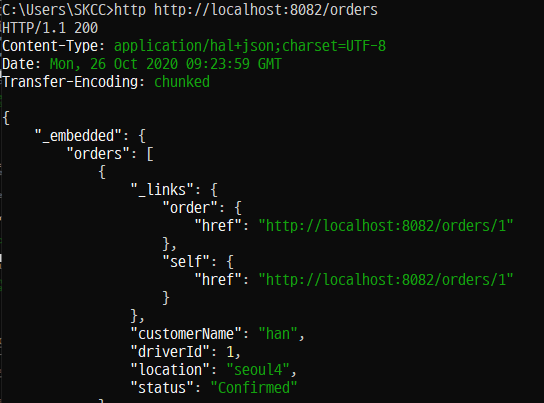 C:\Users\SKCC>http http://localhost:8082/orders
HTTP/1.1 200
Content-Type: application/hal+json;charset=UTF-8
Date: Mon, 26 Oct 2020 09:23:59 GMT
Transfer-Encoding: chunked
{
    "_embedded": {
        "orders": [
            {
                "_links": {
                    "order": {
                        "href": "http://localhost:8082/orders/1"
                    },
                    "self": {
                        "href": "http://localhost:8082/orders/1"
                    }
                },
                "customerName": "han",
                "driverId": 1,
                "location": "seoul4",
                "status": "Confirmed"
            }